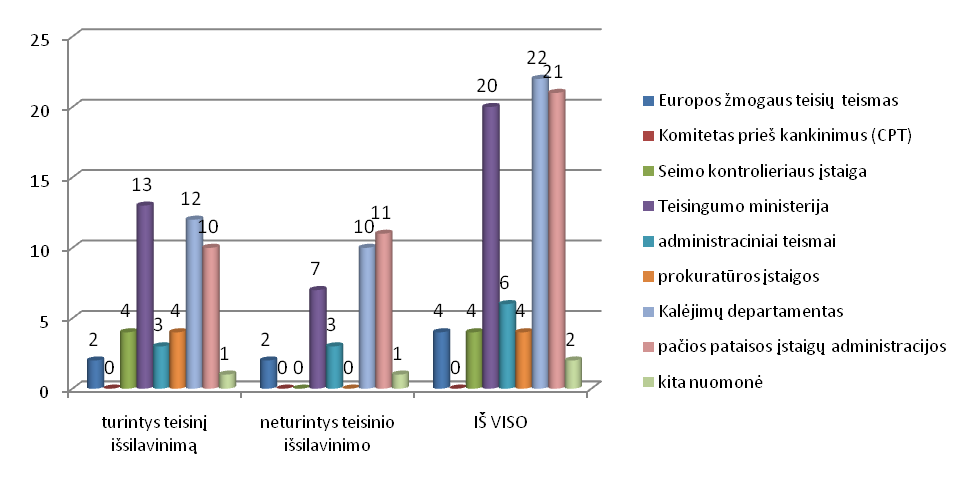 25
20
15
10
5
0
2 0 4 13 3 4 12 10 1
2 0 0 7 3 0 10 11 1
4 0 4 20 6 4 22 21 2
turintys teisinį
išsilavinimą
neturintys teisinio
išsilavinimo
IŠ VISO
Europos žmogaus teisių teismas
Komitetas prieš kankinimus (CPT)
Seimo kontrolieriaus įstaiga
Teisingumo ministerija
administraciniai teismai
prokuratūros įstaigos
Kalėjimų departamentas
pačios pataisos įstaigų administracijos
kita nuomonė